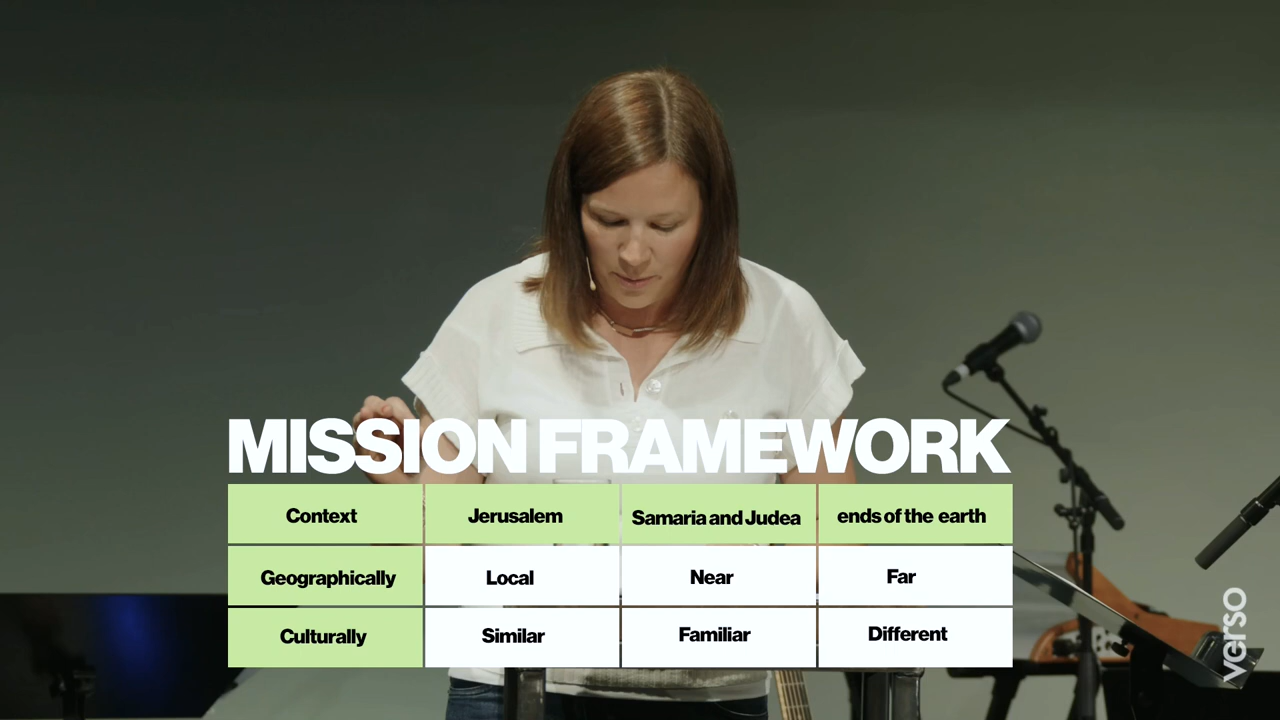 MISSION FRAMEWORK
Context Jerusalem Samaria and Judea ends of the earth
Geographically Local Near Far
Culturally Similar Familiar Different
verso